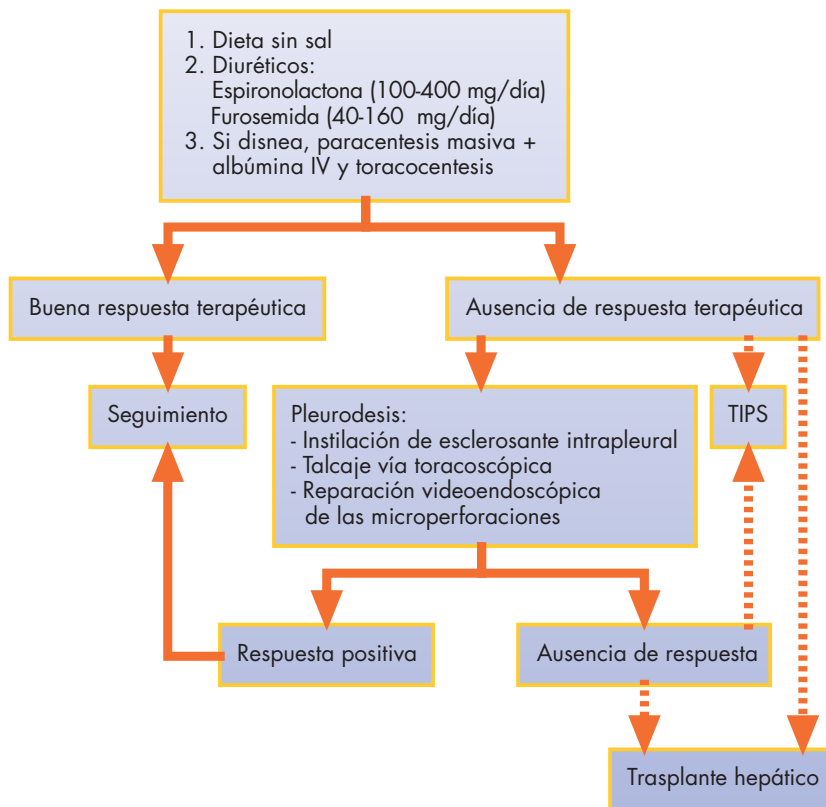 1. Dieta sin sal
2. Diuréticos:
Espironolactona (100-400 mg/día)
Furosemida (40-160 mg/día)
3. Si disnea, paracentesis masiva +
albúmina IV y toracocentesis
Buena respuesta terapéutica
Ausencia de respuesta terapéutica
Seguimiento
Pleurodesis:
- Instilación de esclerosante intrapleural
- Talcaje vía toracoscópica
- Reparación videoendoscópica
de las microperforaciones
TIPS
Respuesta positiva
Ausencia de respuesta
Trasplante hepático